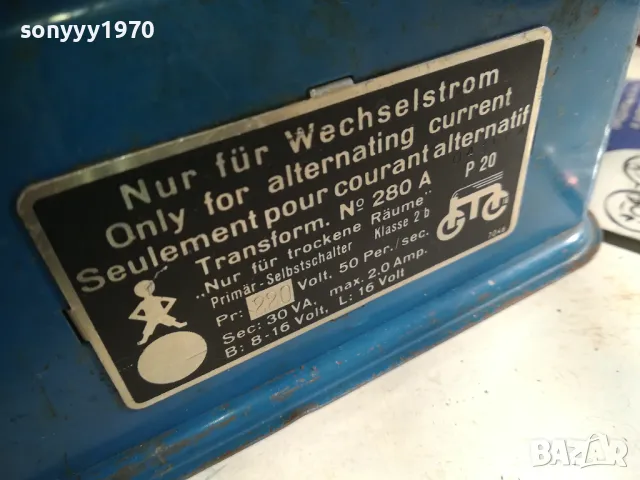 sonyyy1970
Nur für Wechselstrom
Only for alternating current
Seulement pour courant alternatif
Transform. Nº 280 A
P 20
„Nur für trockene Räume"
Primär-Selbstschalter Klasse 2b
Pr: 220 Volt. 50 Per./sec.
Sec: 30 VA. max. 2.0 Amp.
B: 8-16 Volt, L: 16 Volt
BAZAR
bg